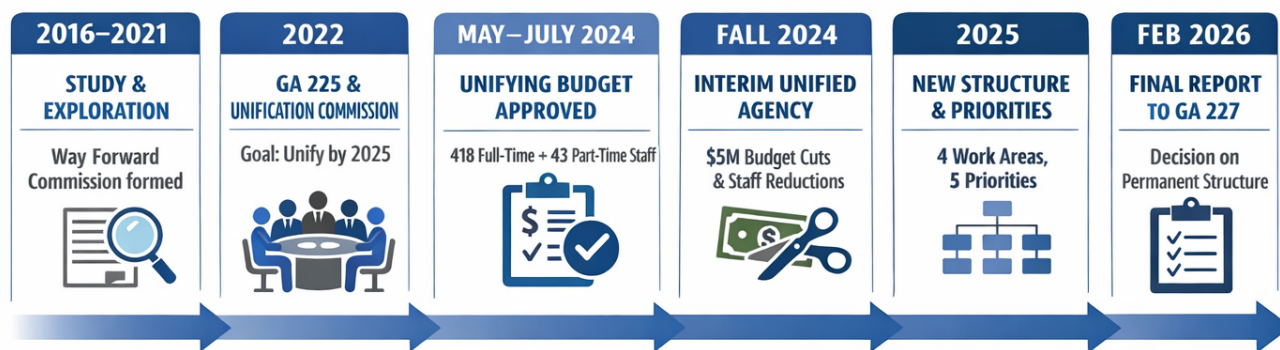 2016–2021
STUDY &
EXPLORATION
Way Forward
Commission formed
2022
GA 225 &
UNIFICATION COMMISSION
Goal: Unify by 2025
MAY–JULY 2024
UNIFYING BUDGET
APPROVED
418 Full-Time + 43 Part-Time Staff
$
FALL 2024
INTERIM UNIFIED
AGENCY
$5M Budget Cuts
& Staff Reductions
$
2025
NEW STRUCTURE
& PRIORITIES
4 Work Areas,
5 Priorities
FEB 2026
FINAL REPORT
TO GA 227
Decision on
Permanent Structure